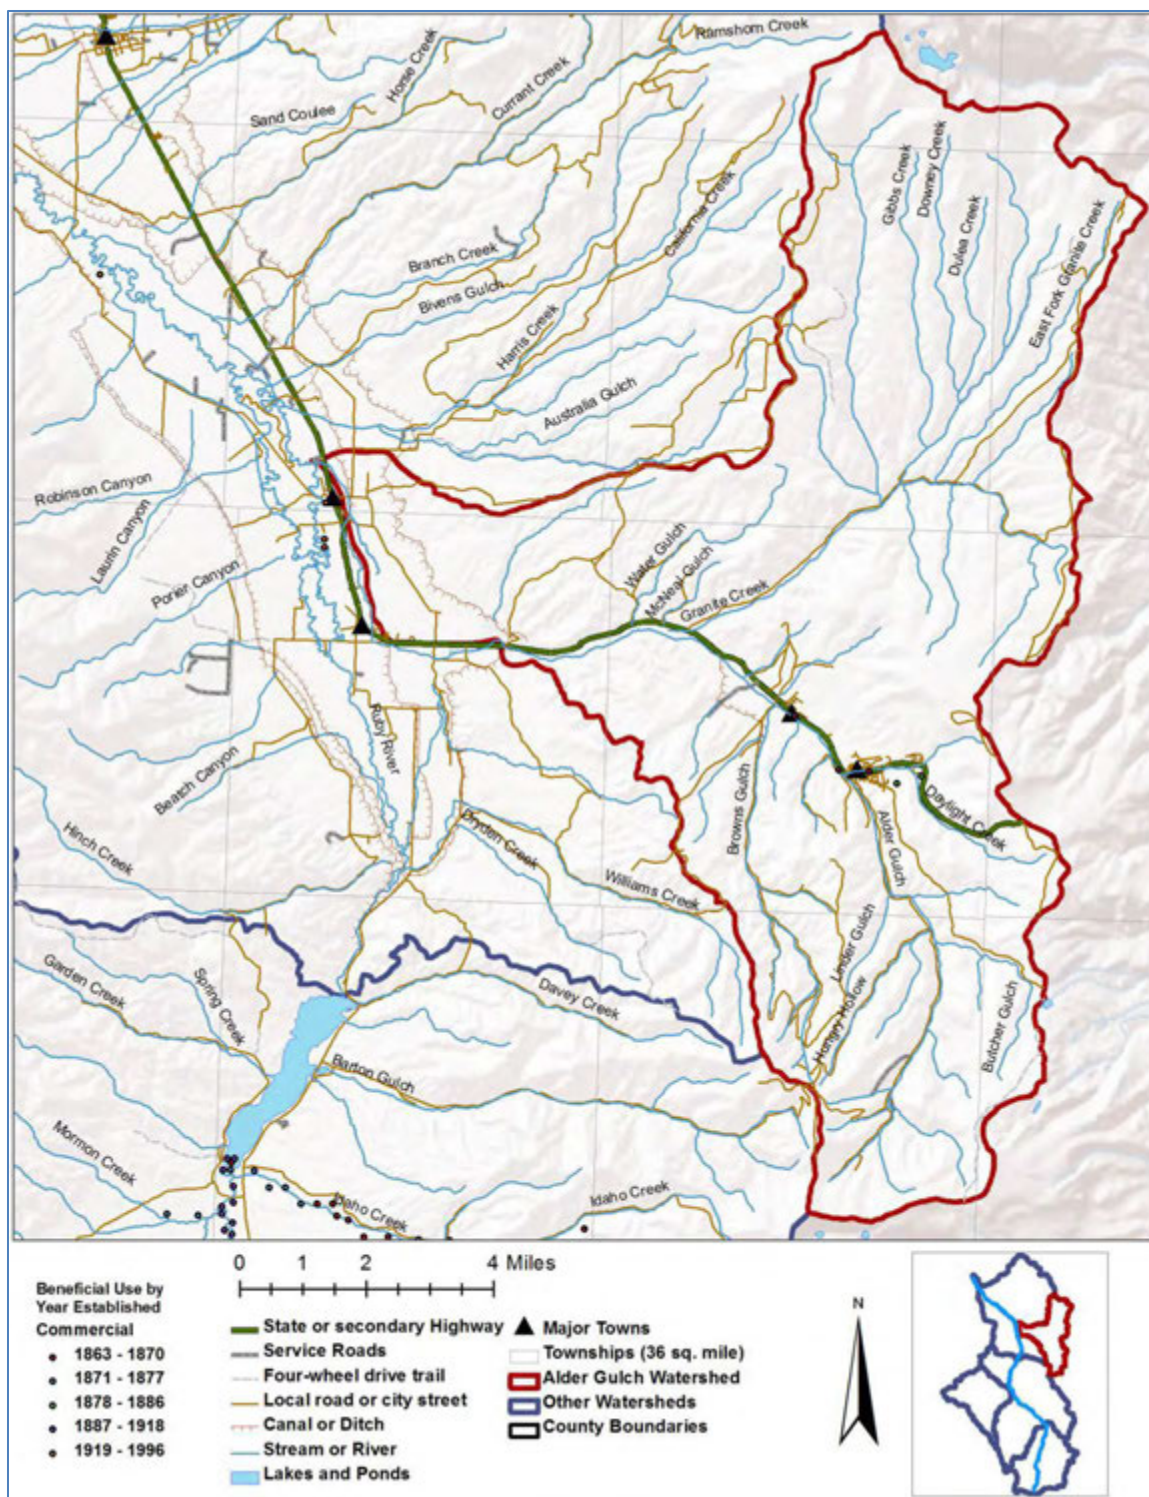 Ramshorn Creek
Horse Creek
Currant Creek
Sand Coulee
California Creek
Gibbs Creek
Downey Creek
Dulea Creek
East Fork Granite Creek
Branch Creek
Bivens Gulch
Harris Creek
Australia Gulch
Robinson Canyon
Laurin Canyon
Porier Canyon
Water Gulch
McNeal Gulch
Granite Creek
Ruby River
Beatch Canyon
Browns Gulch
Daylight Creek
Alder Gulch
Hinch Creek
Dryden Creek
Williams Creek
Linder Gulch
Hungry Hollow
Butcher Gulch
Garden Creek
Spring Creek
Davey Creek
Barton Gulch
Mormon Creek
Idaho Creek
Idaho Creek
0 1 2 4 Miles
Beneficial Use by
Year Established
Commercial
1863 - 1870
1871 - 1877
1878 - 1886
1887 - 1918
1919 - 1996
State or secondary Highway
Service Roads
Four-wheel drive trail
Local road or city street
Canal or Ditch
Stream or River
Lakes and Ponds
Major Towns
Townships (36 sq. mile)
Alder Gulch Watershed
Other Watersheds
County Boundaries
N